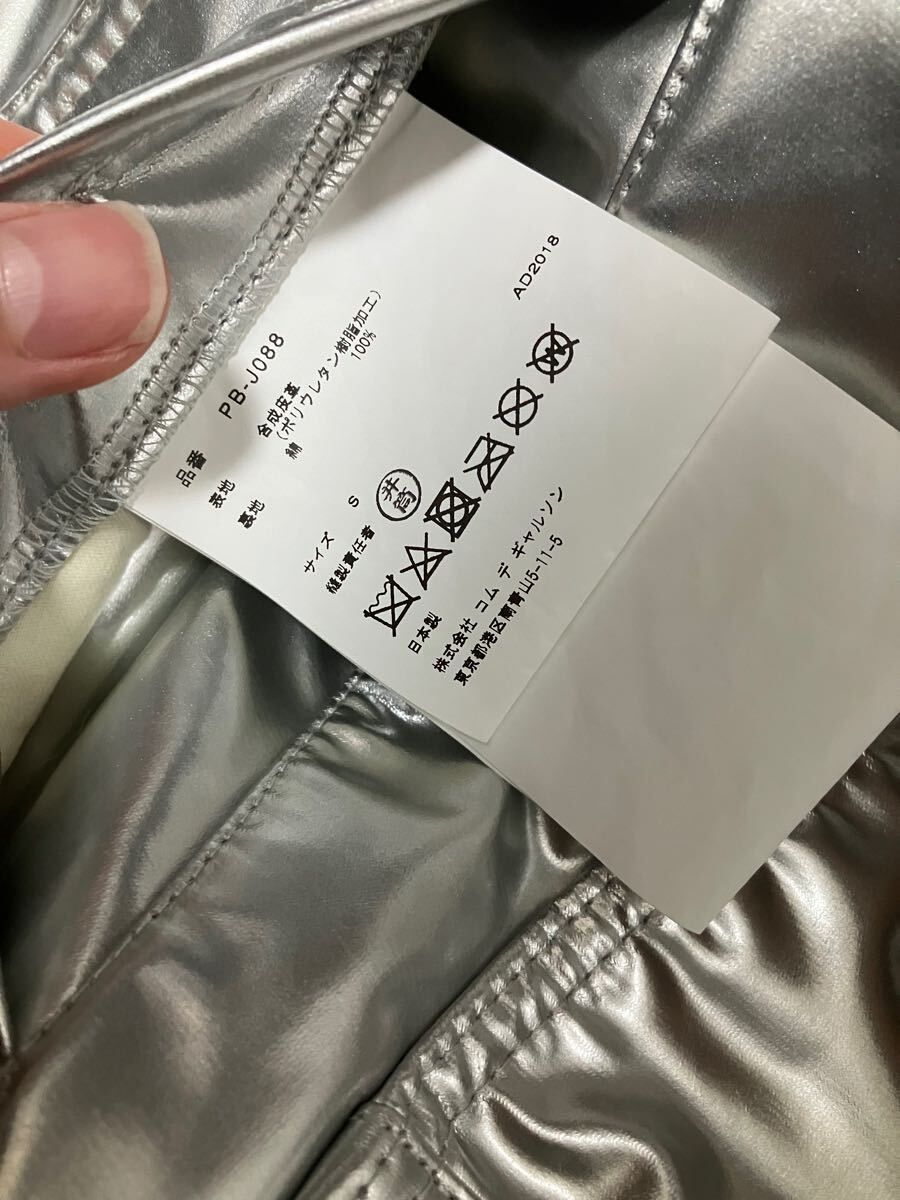 品番 PB-J088
表地 合成皮革
(ポリウレタン樹脂加工)
裏地 綿 100%
サイズ S
縫製責任者 井筒
日本製
株式会社 コム デ ギャルソン
東京都港区南青山5-11-5
AD2018